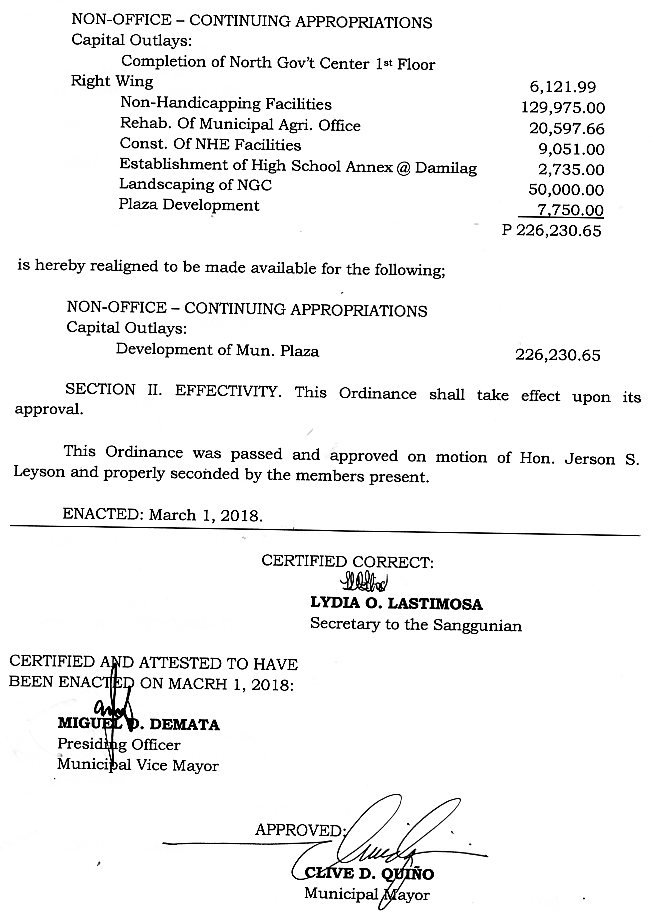 NON-OFFICE – CONTINUING APPROPRIATIONS
Capital Outlays:
Completion of North Gov't Center 1st Floor
Right Wing 6,121.99
Non-Handicapping Facilities 129,975.00
Rehab. Of Municipal Agri. Office 20,597.66
Const. Of NHE Facilities 9,051.00
Establishment of High School Annex @ Damilag 2,735.00
Landscaping of NGC 50,000.00
Plaza Development 7,750.00
P 226,230.65
is hereby realigned to be made available for the following;
NON-OFFICE – CONTINUING APPROPRIATIONS
Capital Outlays:
Development of Mun. Plaza 226,230.65
SECTION II. EFFECTIVITY. This Ordinance shall take effect upon its
approval.
This Ordinance was passed and approved on motion of Hon. Jerson S.
Leyson and properly seconded by the members present.
ENACTED: March 1, 2018.
CERTIFIED CORRECT:
LYDIA O. LASTIMOSA
Secretary to the Sanggunian
CERTIFIED AND ATTESTED TO HAVE
BEEN ENACTED ON MACRH 1, 2018:
MIGUEL D. DEMATA
Presiding Officer
Municipal Vice Mayor
APPROVED:
CLIVE D. QUIÑO
Municipal Mayor